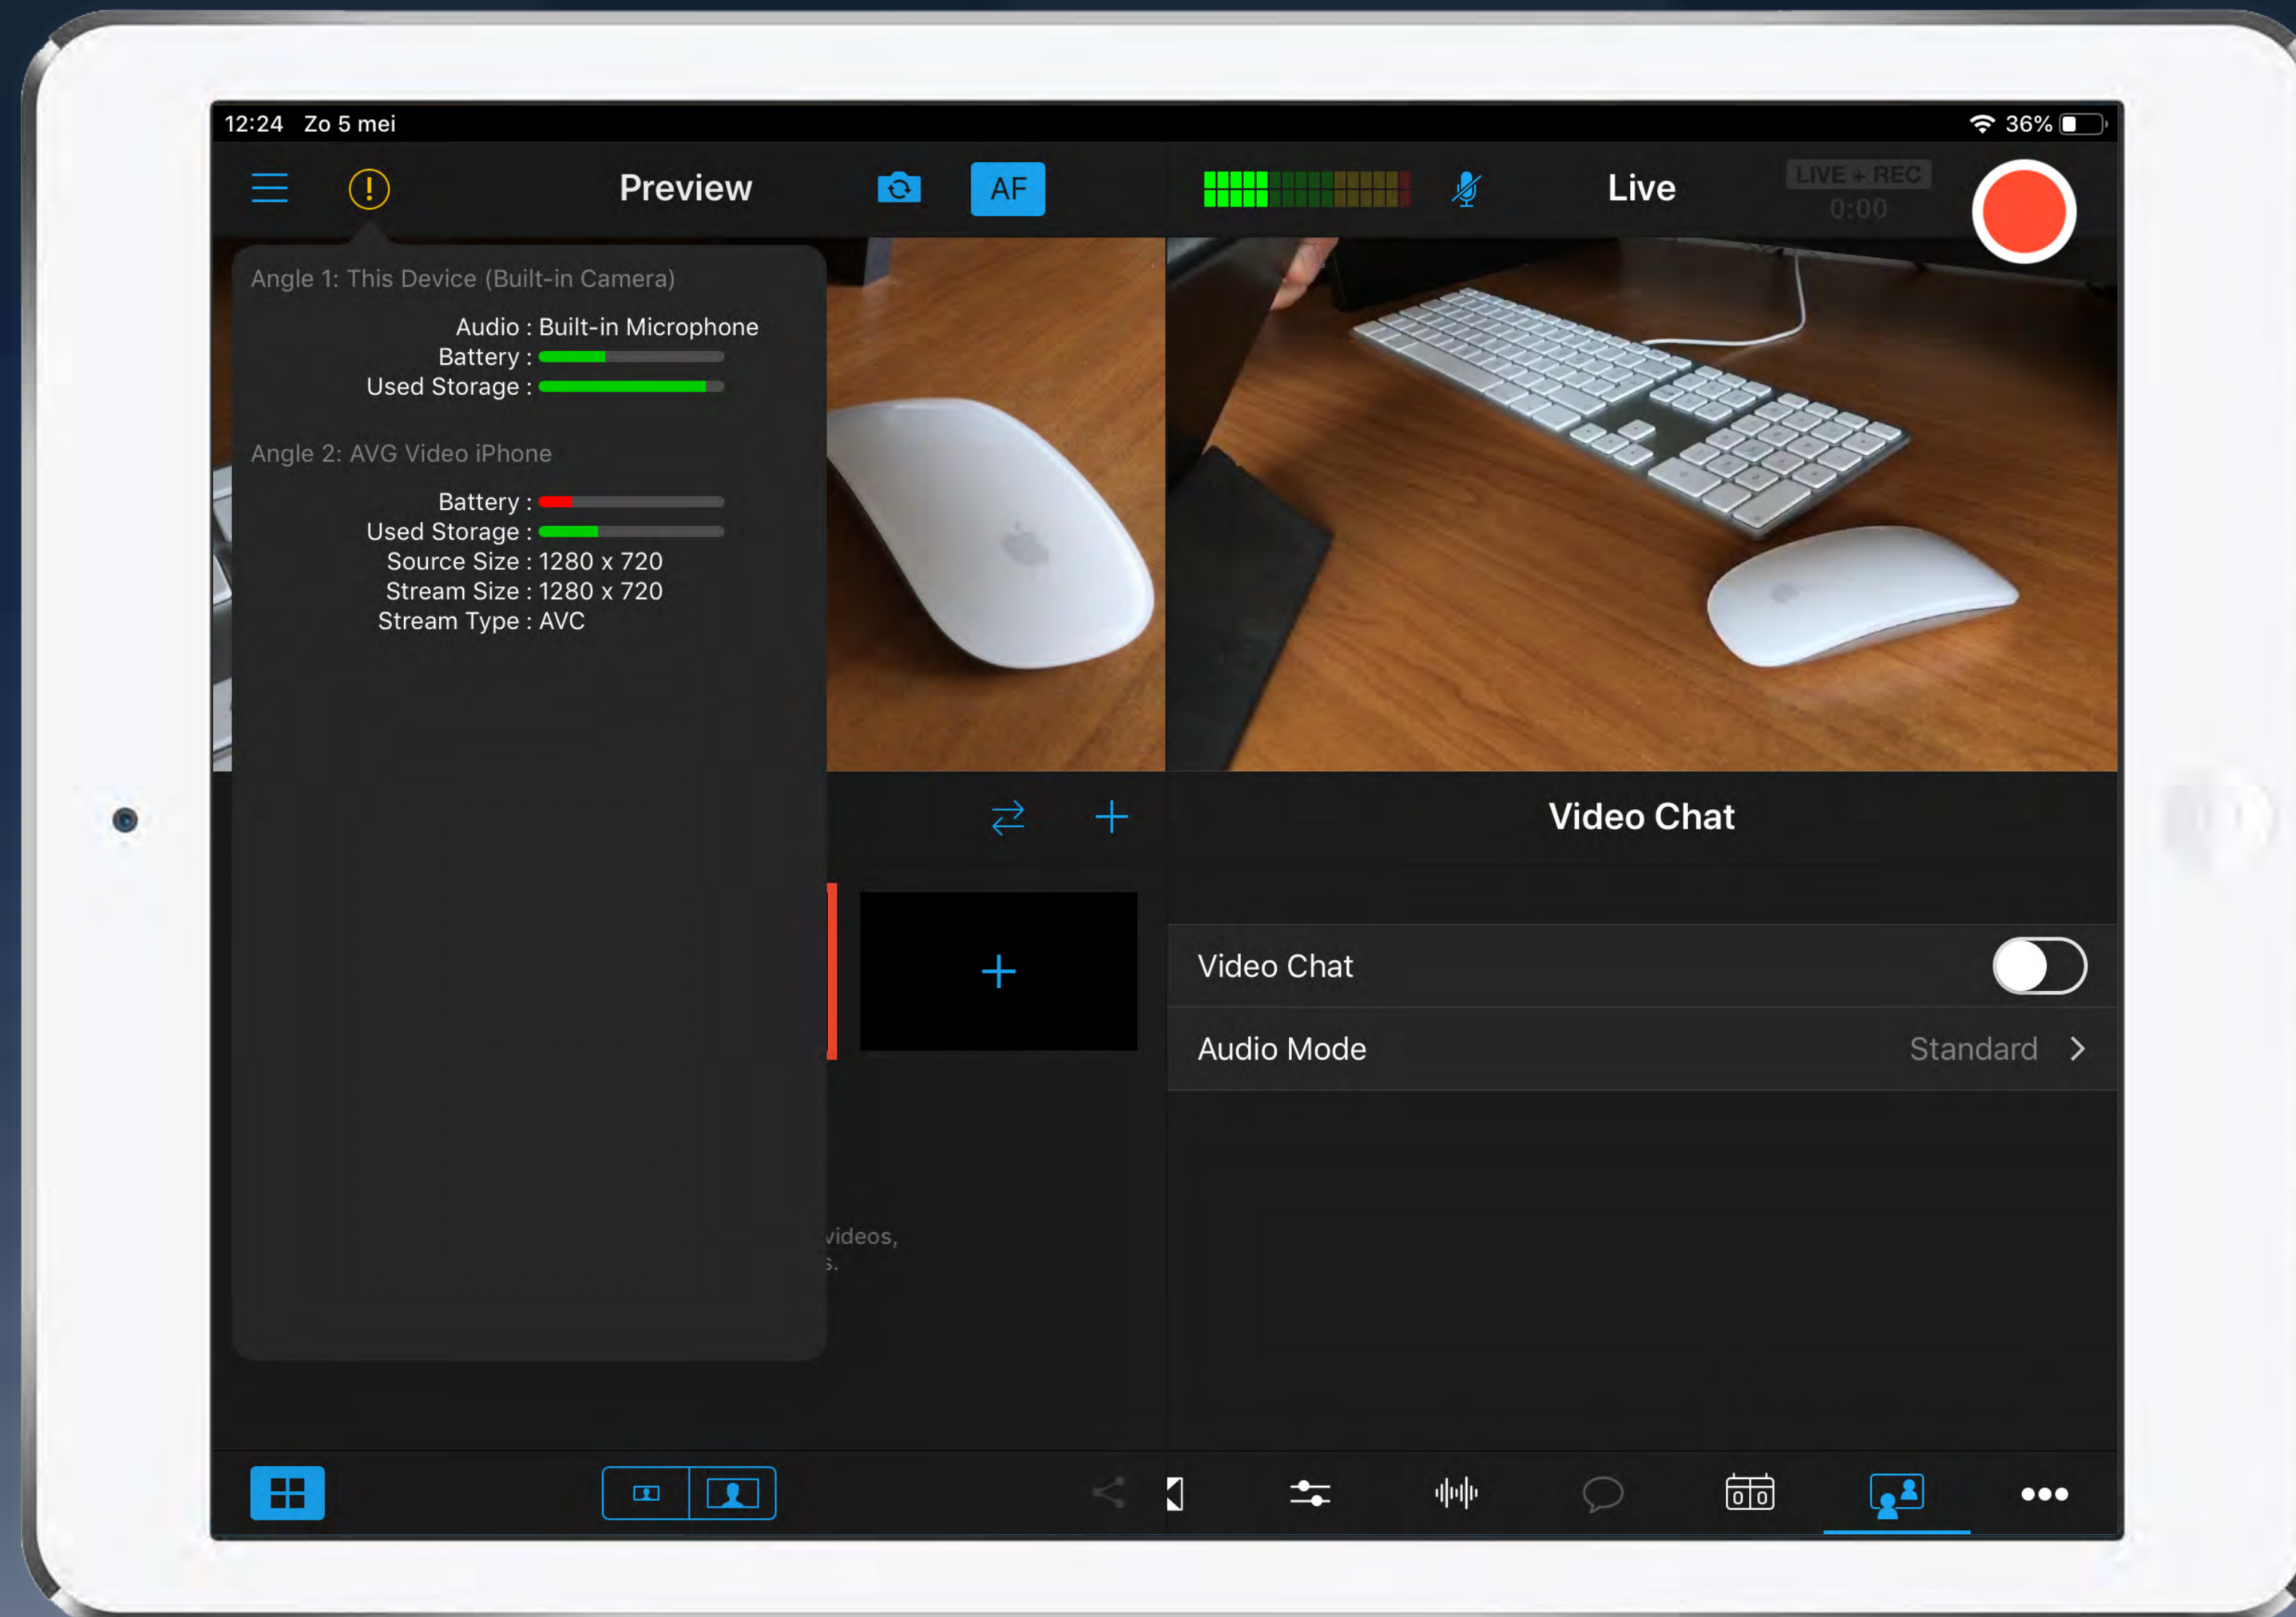 12:24 Zo 5 mei
36%
Preview
AF
Live
LIVE + REC
0:00
Angle 1: This Device (Built-in Camera)
Audio : Built-in Microphone
Battery :
Used Storage :
Angle 2: AVG Video iPhone
Battery :
Used Storage :
Source Size : 1280 x 720
Stream Size : 1280 x 720
Stream Type : AVC
Video Chat
Video Chat
Audio Mode
Standard
videos,
s.
0 0